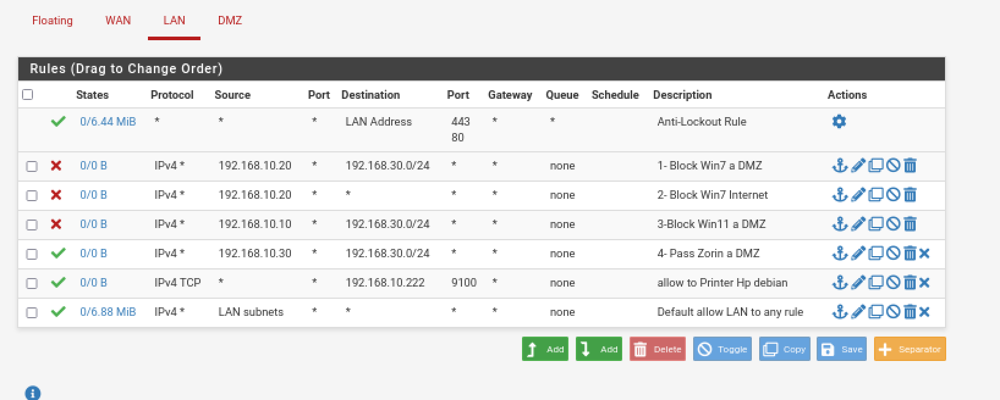 Floating WAN LAN DMZ
Rules (Drag to Change Order)
States Protocol Source Port Destination Port Gateway Queue Schedule Description Actions
0/6.44 MiB * * * LAN Address 443 * * Anti-Lockout Rule
80
0/0 B IPv4 * 192.168.10.20 * 192.168.30.0/24 * * none 1- Block Win7 a DMZ
0/0 B IPv4 * 192.168.10.20 * * * * none 2- Block Win7 Internet
0/0 B IPv4 * 192.168.10.10 * 192.168.30.0/24 * * none 3-Block Win11 a DMZ
0/0 B IPv4 * 192.168.10.30 * 192.168.30.0/24 * * none 4- Pass Zorin a DMZ
0/0 B IPv4 TCP * * 192.168.10.222 9100 * none allow to Printer Hp debian
0/6.88 MiB IPv4 * LAN subnets * * * * none Default allow LAN to any rule
Add Add Delete Toggle Copy Save Separator